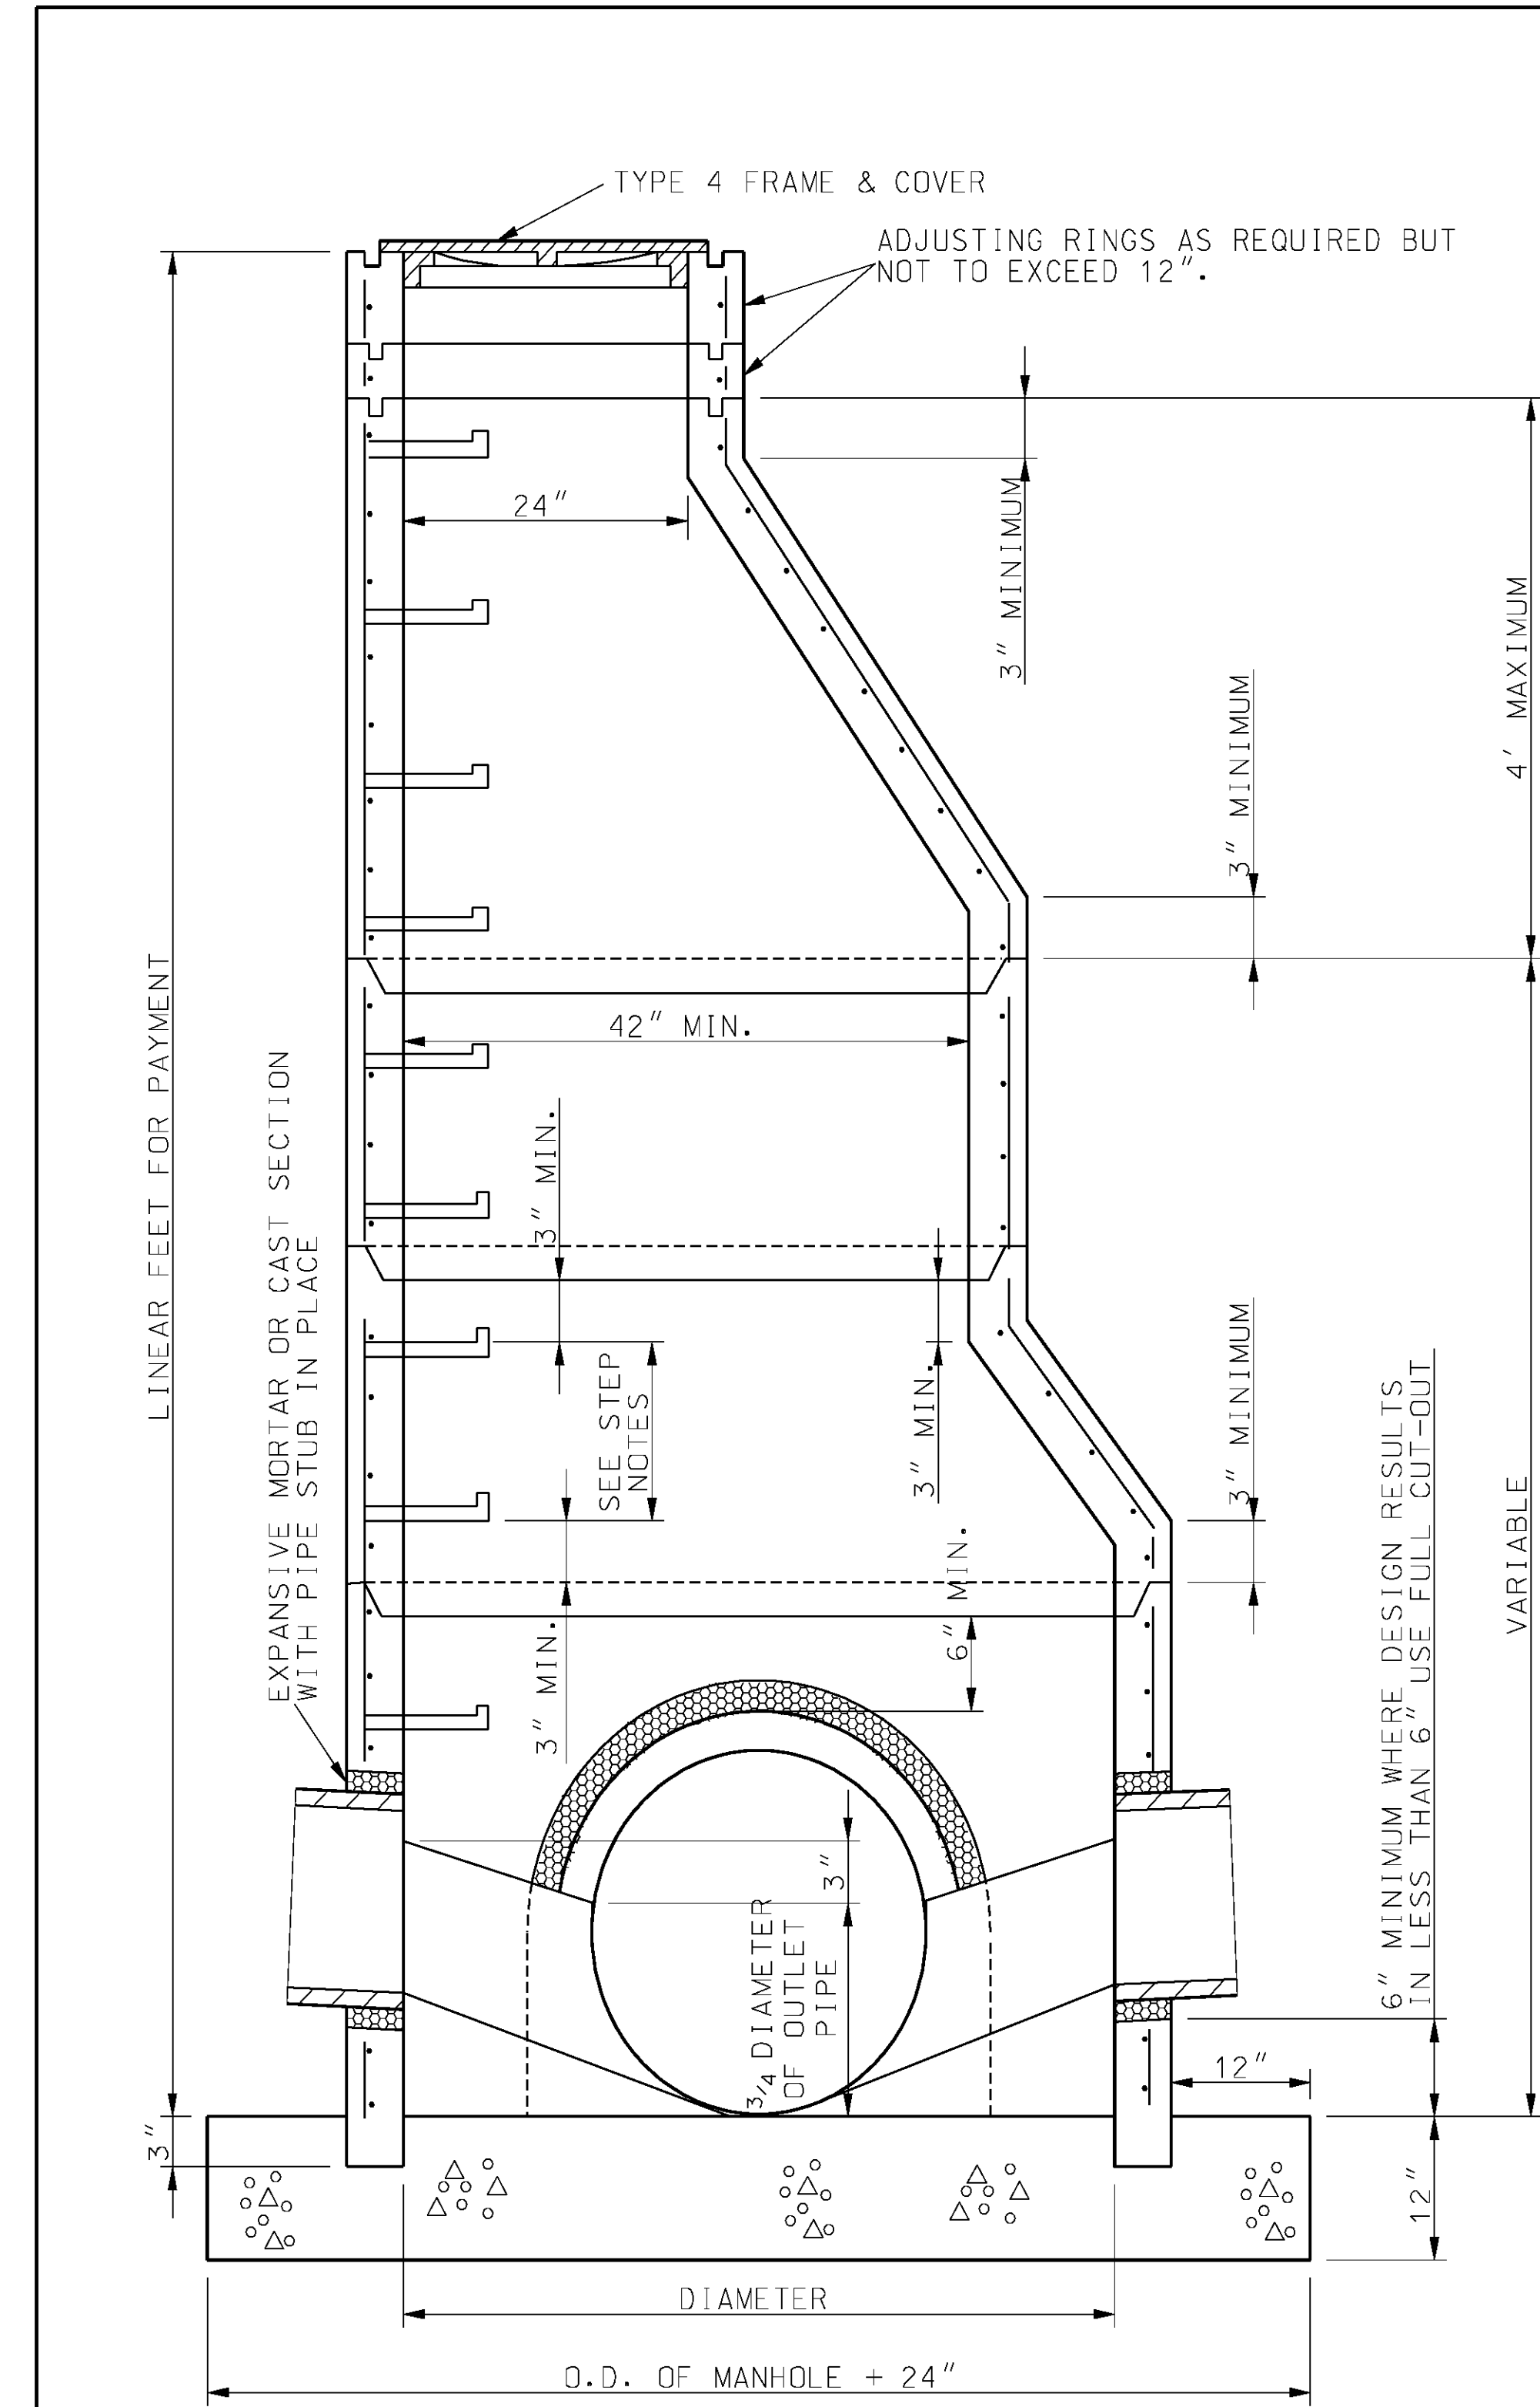 TYPE 4 FRAME & COVER
ADJUSTING RINGS AS REQUIRED BUT
NOT TO EXCEED 12".
24"
3" MINIMUM
4' MAXIMUM
3" MINIMUM
LINEAR FEET FOR PAYMENT
EXPANSIVE MORTAR OR CAST SECTION
WITH PIPE STUB IN PLACE
42" MIN.
3" MIN.
SEE STEP
NOTES
3" MIN.
3" MINIMUM
3" MIN.
6" MIN.
6" MINIMUM WHERE DESIGN RESULTS
IN LESS THAN 6" USE FULL CUT-OUT
VARIABLE
3"
3/4 DIAMETER
OF OUTLET
PIPE
12"
3"
12"
DIAMETER
O.D. OF MANHOLE + 24"